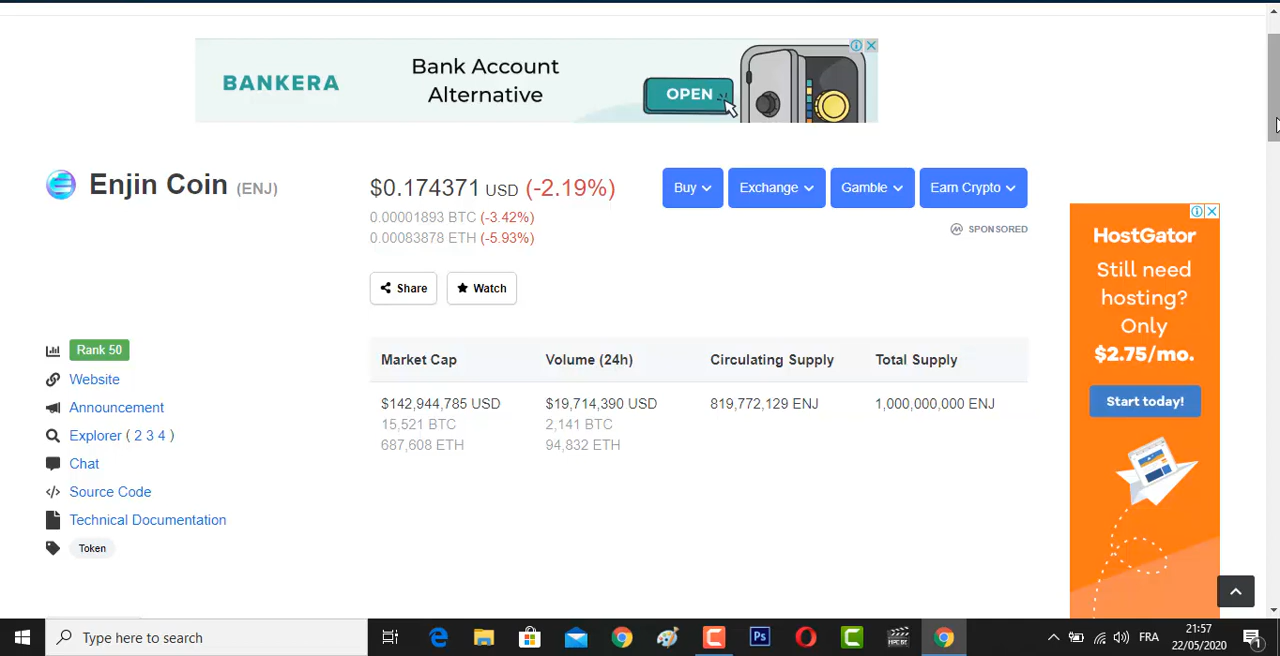 BANKERA
Bank Account
Alternative
OPEN
Enjin Coin (ENJ)
$0.174371 USD (-2.19%)
0.00001893 BTC (-3.42%)
0.00083878 ETH (-5.93%)
Buy
Exchange
Gamble
Earn Crypto
SPONSORED
Share
Watch
HostGator
Still need
hosting?
Only
$2.75/mo.
Start today!
Rank 50
Website
Announcement
Explorer ( 2 3 4 )
Chat
Source Code
Technical Documentation
Token
Market Cap Volume (24h) Circulating Supply Total Supply
$142,944,785 USD $19,714,390 USD 819,772,129 ENJ 1,000,000,000 ENJ
15,521 BTC 2,141 BTC
687,608 ETH 94,832 ETH
Type here to search
Ps
FRA
21:57
22/05/2020
1